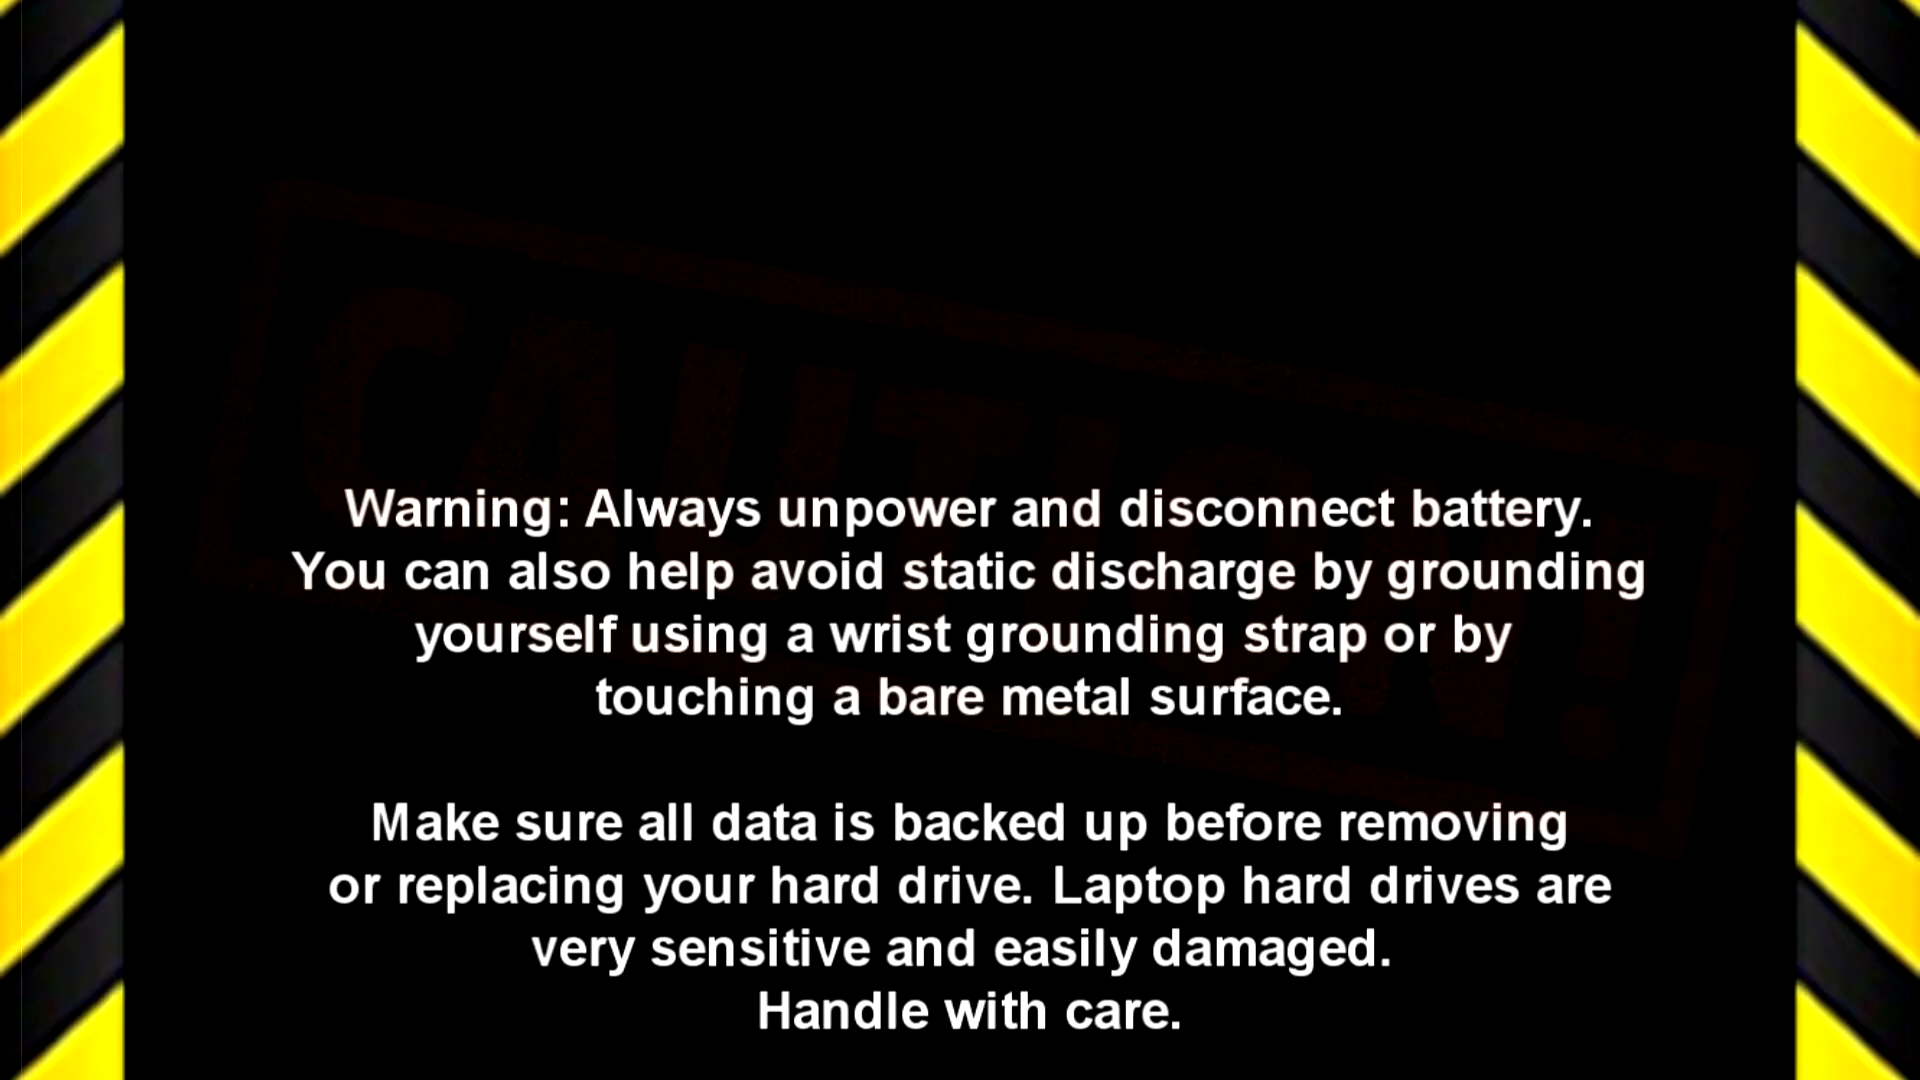 CAUTION!
Warning: Always unpower and disconnect battery.
You can also help avoid static discharge by grounding
yourself using a wrist grounding strap or by
touching a bare metal surface.
Make sure all data is backed up before removing
or replacing your hard drive. Laptop hard drives are
very sensitive and easily damaged.
Handle with care.